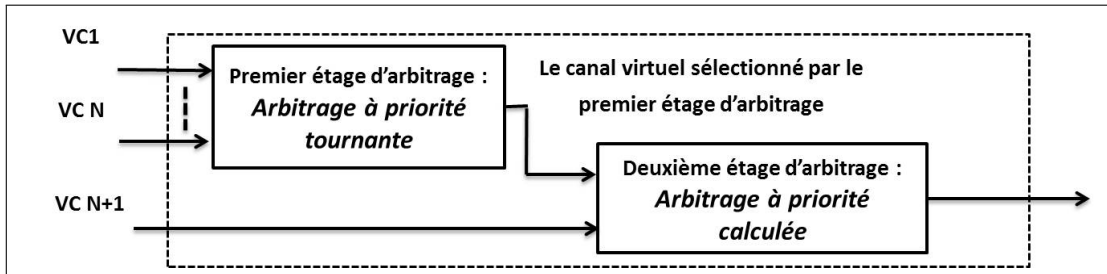 VC1
Premier étage d'arbitrage :
Arbitrage à priorité
tournante
Le canal virtuel sélectionné par le
premier étage d'arbitrage
VC N
VC N+1
Deuxième étage d'arbitrage :
Arbitrage à priorité
calculée